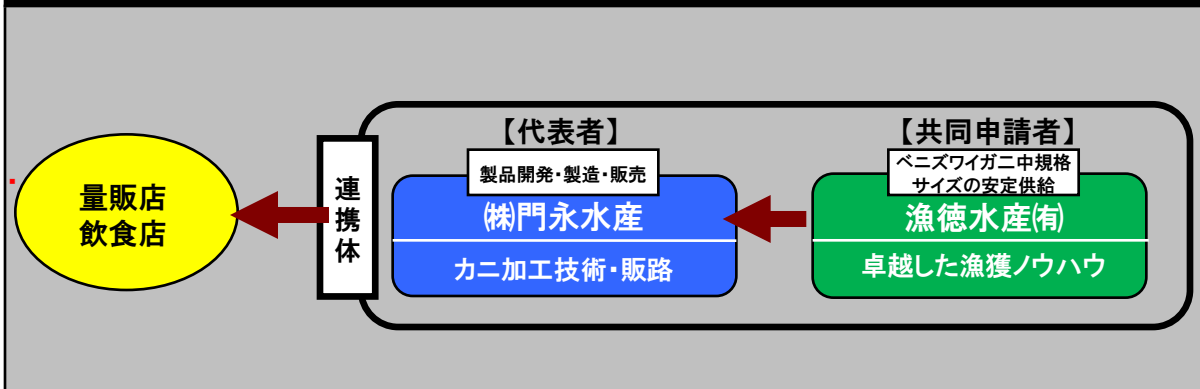 量販店
飲食店
連携体
【代表者】
製品開発・製造・販売
㈱門永水産
カニ加工技術・販路
【共同申請者】
ベニズワイガニ中規格
サイズの安定供給
漁徳水産㈲
卓越した漁獲ノウハウ